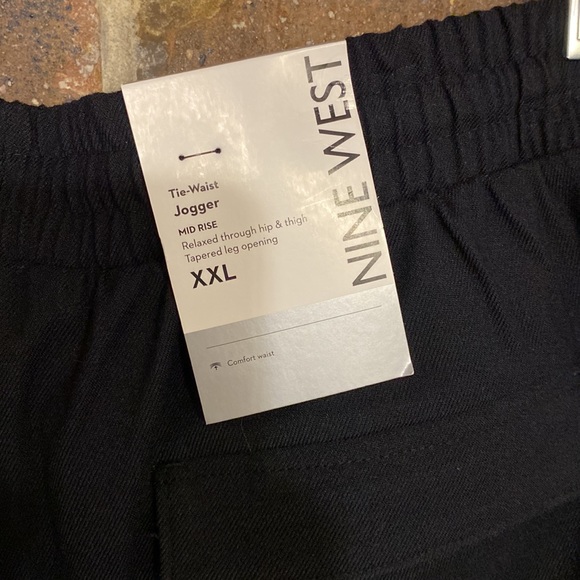 NINE WEST
Tie-Waist
Jogger
MID RISE
Relaxed through hip & thigh
Tapered leg opening
XXL
Comfort waist